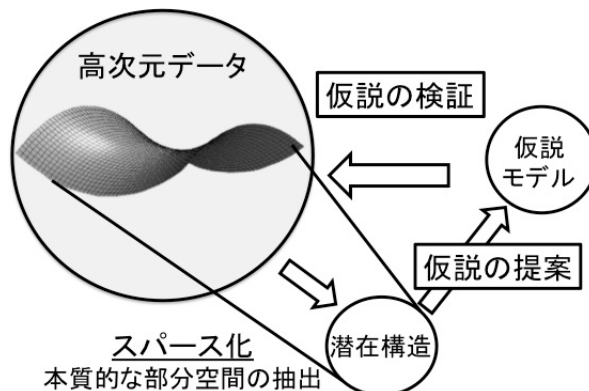 高次元データ
仮説の検証
仮説
モデル
仮説の提案
潜在構造
スパース化
本質的な部分空間の抽出